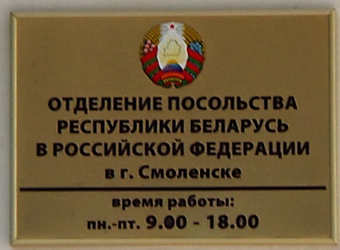 ОТДЕЛЕНИЕ ПОСОЛЬСТВА
РЕСПУБЛИКИ БЕЛАРУСЬ
В РОССИЙСКОЙ ФЕДЕРАЦИИ
в г. Смоленске
время работы:
пн.-пт. 9.00 - 18.00